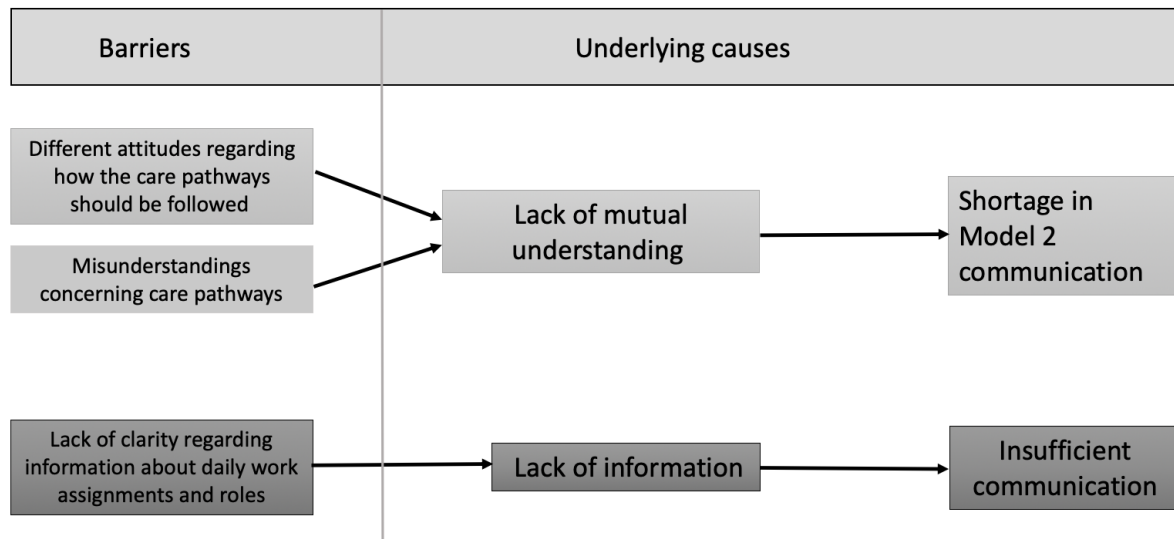 Barriers
Underlying causes
Different attitudes regarding
how the care pathways
should be followed
Misunderstandings
concerning care pathways
Lack of mutual
understanding
Shortage in
Model 2
communication
Lack of clarity regarding
information about daily work
assignments and roles
Lack of information
Insufficient
communication